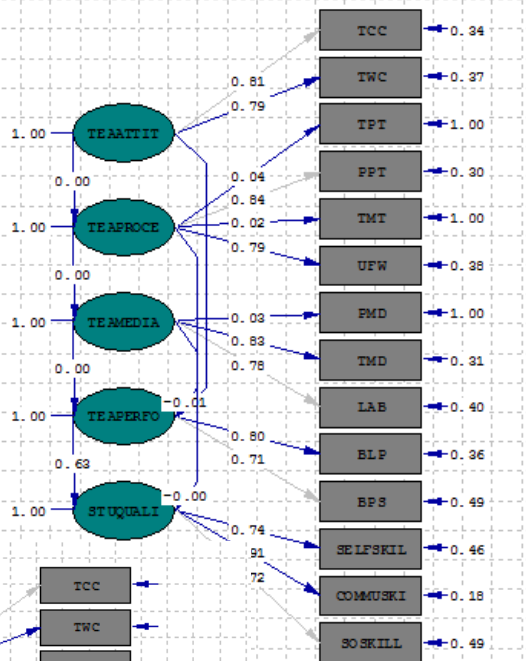 TCC 0.34
0.81 TWC 0.37
0.79
1.00 TEAATTIT TPT 1.00
0.00 0.04 PPT 0.30
0.84
1.00 TEAPROCE 0.02 TMT 1.00
0.79
0.00 UFW 0.38
1.00 TEAMEDIA 0.03 PMD 1.00
0.83
0.00 0.78 TMD 0.31
-0.01 LAB 0.40
1.00 TEAPERFO
0.80 BLP 0.36
0.63 0.71
-0.00 BPS 0.49
1.00 STUQUALI
0.74 SELFSKIL 0.46
91
72 COMMUSKI 0.18
TCC
TWC SOSKILL 0.49